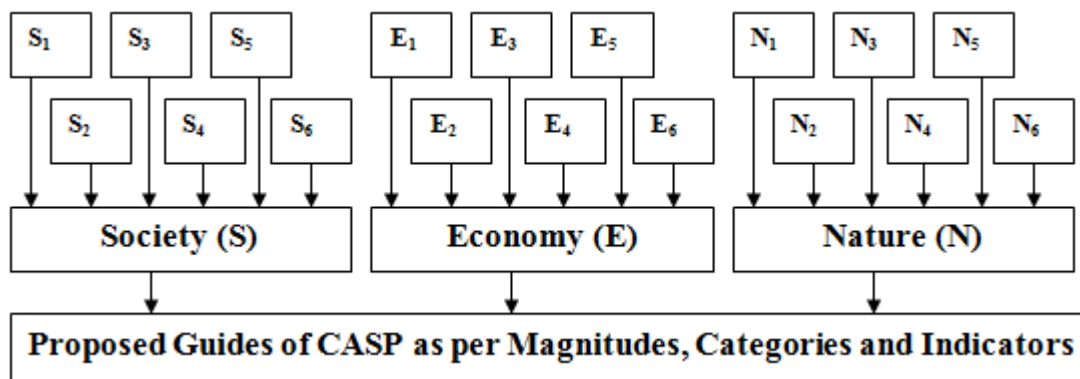 S₁ S₃ S₅ E₁ E₃ E₅ N₁ N₃ N₅
S₂ S₄ S₆ E₂ E₄ E₆ N₂ N₄ N₆
Society (S) Economy (E) Nature (N)
Proposed Guides of CASP as per Magnitudes, Categories and Indicators